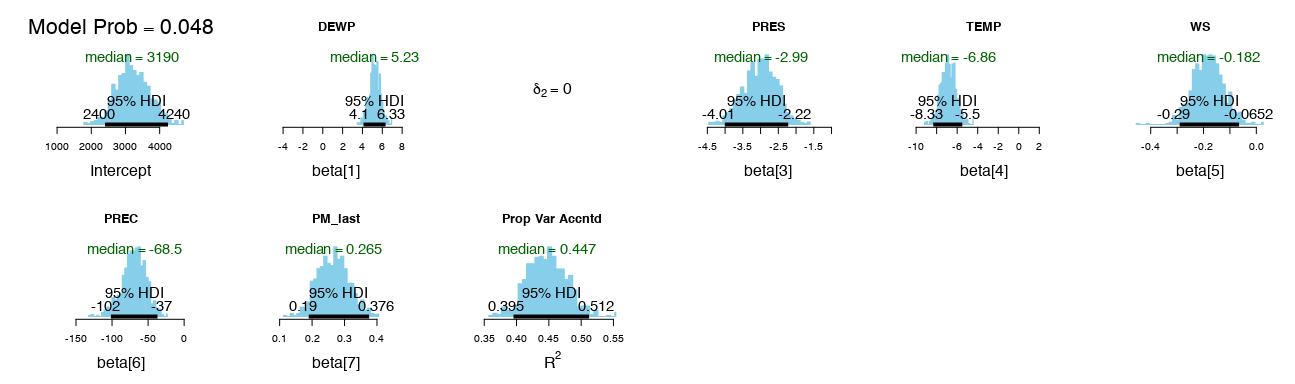 Model Prob = 0.048
DEWP
PRES
TEMP
WS
median = 3190
median = 5.23
δ2 = 0
median = -2.99
median = -6.86
median = -0.182
95% HDI
95% HDI
95% HDI
95% HDI
95% HDI
2400 4240
4.1 6.33
-4.01 -2.22
-8.33 -5.5
-0.29 -0.0652
1000 2000 3000 4000
-4 -2 0 2 4 6 8
-4.5 -3.5 -2.5 -1.5
-10 -8 -6 -4 -2 0 2
-0.4 -0.2 0.0
Intercept
beta[1]
beta[3]
beta[4]
beta[5]
PREC
PM_last
Prop Var Accntd
median = -68.5
median = 0.265
median = 0.447
95% HDI
95% HDI
95% HDI
-102 -37
0.19 0.376
0.395 0.512
-150 -100 -50 0
0.1 0.2 0.3 0.4
0.35 0.40 0.45 0.50 0.55
beta[6]
beta[7]
R2